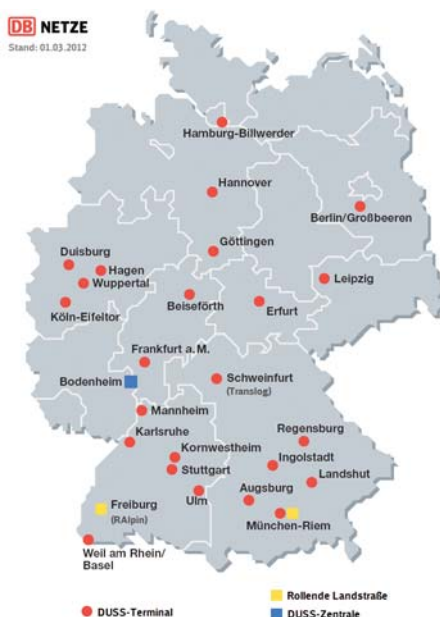 DB NETZE
Stand: 01.03.2012
Hamburg-Billwerder
Hannover
Berlin/Großbeeren
Göttingen
Duisburg
Hagen
Wuppertal
Leipzig
Köln-Eifeltor
Beiseförth
Erfurt
Frankfurt a.M.
Bodenheim
Schweinfurt
(Translog)
Mannheim
Karlsruhe
Regensburg
Kornwestheim
Ingolstadt
Stuttgart
Landshut
Augsburg
Ulm
Freiburg
(RAlpin)
München-Riem
Weil am Rhein/
Basel
Rollende Landstraße
DUSS-Terminal
DUSS-Zentrale